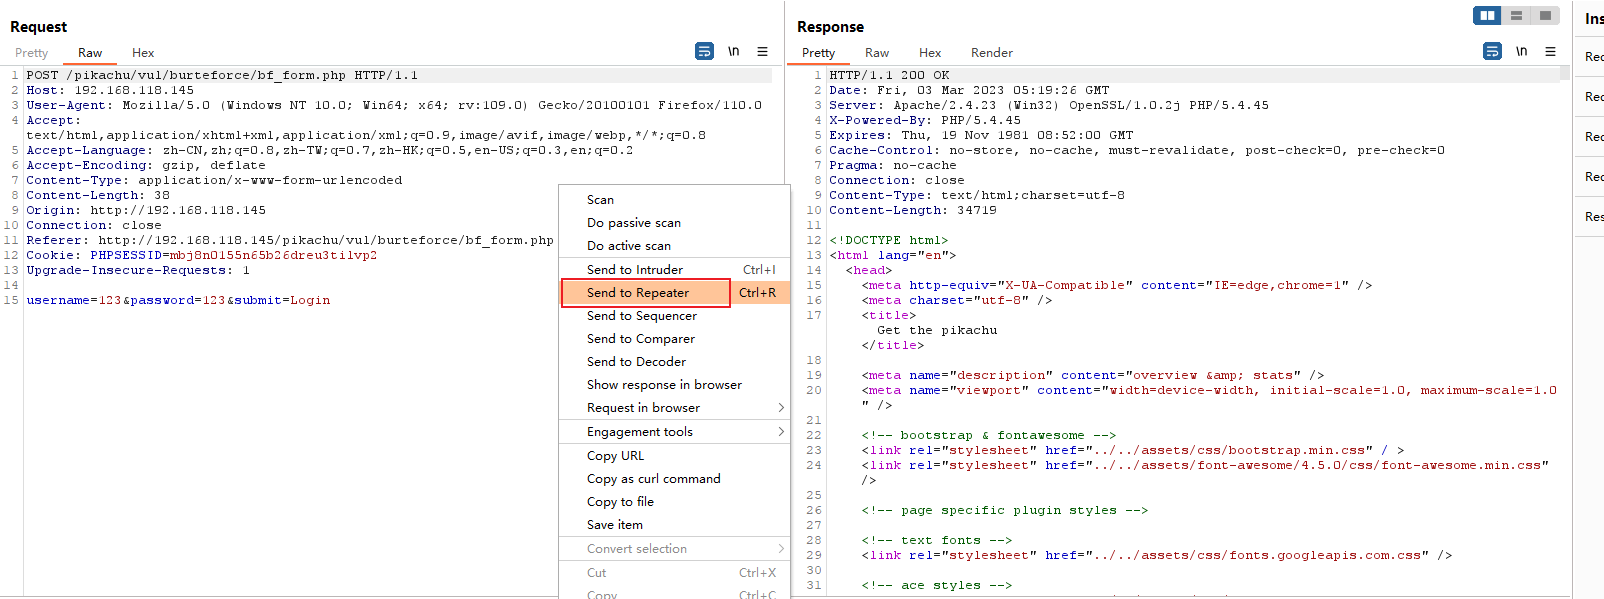 Request
Pretty Raw Hex \n
1 POST /pikachu/vul/burteforce/bf_form.php HTTP/1.1
2 Host: 192.168.118.145
3 User-Agent: Mozilla/5.0 (Windows NT 10.0; Win64; x64; rv:109.0) Gecko/20100101 Firefox/110.0
4 Accept:
text/html,application/xhtml+xml,application/xml;q=0.9,image/avif,image/webp,*/*;q=0.8
5 Accept-Language: zh-CN,zh;q=0.8,zh-TW;q=0.7,zh-HK;q=0.5,en-US;q=0.3,en;q=0.2
6 Accept-Encoding: gzip, deflate
7 Content-Type: application/x-www-form-urlencoded
8 Content-Length: 38
9 Origin: http://192.168.118.145
10 Connection: close
11 Referer: http://192.168.118.145/pikachu/vul/burteforce/bf_form.php
12 Cookie: PHPSESSID=mbj8n0155n65b26dreu3tilvp2
13 Upgrade-Insecure-Requests: 1
14
15 username=123&password=123&submit=Login
Scan
Do passive scan
Do active scan
Send to Intruder Ctrl+I
Send to Repeater Ctrl+R
Send to Sequencer
Send to Comparer
Send to Decoder
Show response in browser
Request in browser >
Engagement tools >
Copy URL
Copy as curl command
Copy to file
Save item
Convert selection >
Cut Ctrl+X
Copy Ctrl+C
Response
Pretty Raw Hex Render \n
1 HTTP/1.1 200 OK
2 Date: Fri, 03 Mar 2023 05:19:26 GMT
3 Server: Apache/2.4.23 (Win32) OpenSSL/1.0.2j PHP/5.4.45
4 X-Powered-By: PHP/5.4.45
5 Expires: Thu, 19 Nov 1981 08:52:00 GMT
6 Cache-Control: no-store, no-cache, must-revalidate, post-check=0, pre-check=0
7 Pragma: no-cache
8 Connection: close
9 Content-Type: text/html;charset=utf-8
10 Content-Length: 34719
11
12 <!DOCTYPE html>
13 <html lang="en">
14 <head>
15 <meta http-equiv="X-UA-Compatible" content="IE=edge,chrome=1" />
16 <meta charset="utf-8" />
17 <title>
Get the pikachu
</title>
18
19 <meta name="description" content="overview &amp; stats" />
20 <meta name="viewport" content="width=device-width, initial-scale=1.0, maximum-scale=1.0
" />
21
22 <!-- bootstrap & fontawesome -->
23 <link rel="stylesheet" href="../../assets/css/bootstrap.min.css" / >
24 <link rel="stylesheet" href="../../assets/font-awesome/4.5.0/css/font-awesome.min.css"
/>
25
26 <!-- page specific plugin styles -->
27
28 <!-- text fonts -->
29 <link rel="stylesheet" href="../../assets/css/fonts.googleapis.com.css" />
30
31 <!-- ace styles -->
Ins
Rec
Rec
Rec
Rec
Res